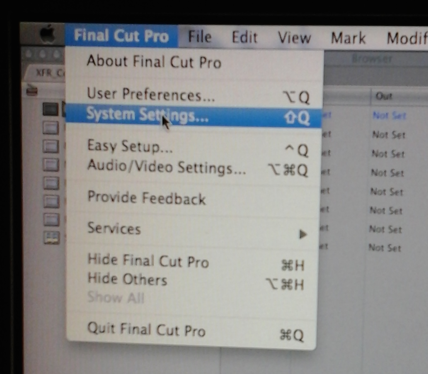 Final Cut Pro File Edit View Mark
Browser
About Final Cut Pro
Out
User Preferences... ⌥Q
System Settings... ⇧Q
Not Set
Not Set
Easy Setup... ^Q
Not Set
Audio/Video Settings... ⌥⌘Q
Not Set
Provide Feedback
Not Set
Not Set
Services ▶
Not Set
Not Set
Hide Final Cut Pro ⌘H
Hide Others ⌥⌘H
Show All
Quit Final Cut Pro ⌘Q